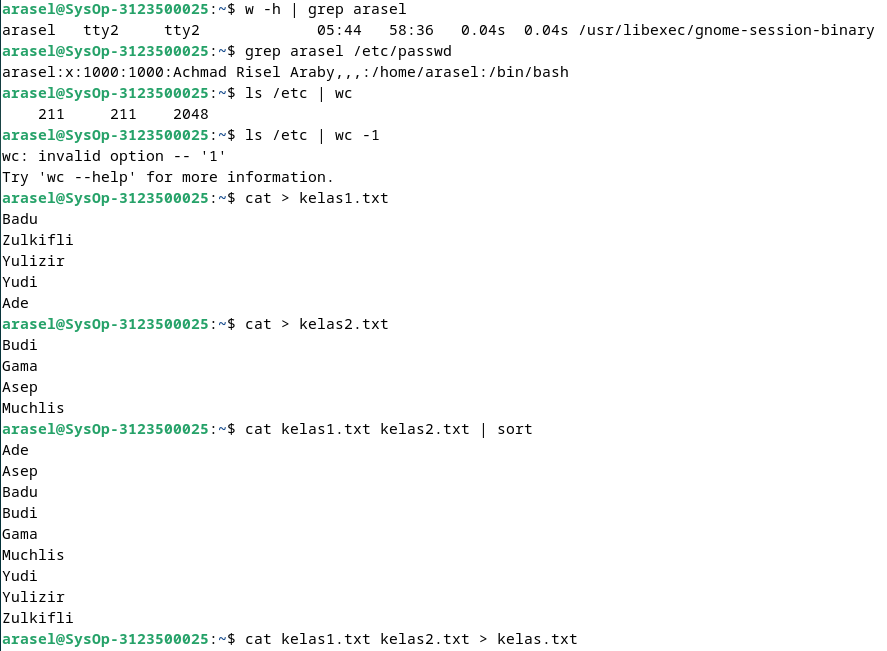 arasel@SysOp-3123500025:~$ w -h | grep arasel
arasel   tty2     tty2             05:44   58:36   0.04s  0.04s /usr/libexec/gnome-session-binary
arasel@SysOp-3123500025:~$ grep arasel /etc/passwd
arasel:x:1000:1000:Achmad Risel Araby,,,:/home/arasel:/bin/bash
arasel@SysOp-3123500025:~$ ls /etc | wc
    211     211    2048
arasel@SysOp-3123500025:~$ ls /etc | wc -1
wc: invalid option -- '1'
Try 'wc --help' for more information.
arasel@SysOp-3123500025:~$ cat > kelas1.txt
Badu
Zulkifli
Yulizir
Yudi
Ade
arasel@SysOp-3123500025:~$ cat > kelas2.txt
Budi
Gama
Asep
Muchlis
arasel@SysOp-3123500025:~$ cat kelas1.txt kelas2.txt | sort
Ade
Asep
Badu
Budi
Gama
Muchlis
Yudi
Yulizir
Zulkifli
arasel@SysOp-3123500025:~$ cat kelas1.txt kelas2.txt > kelas.txt